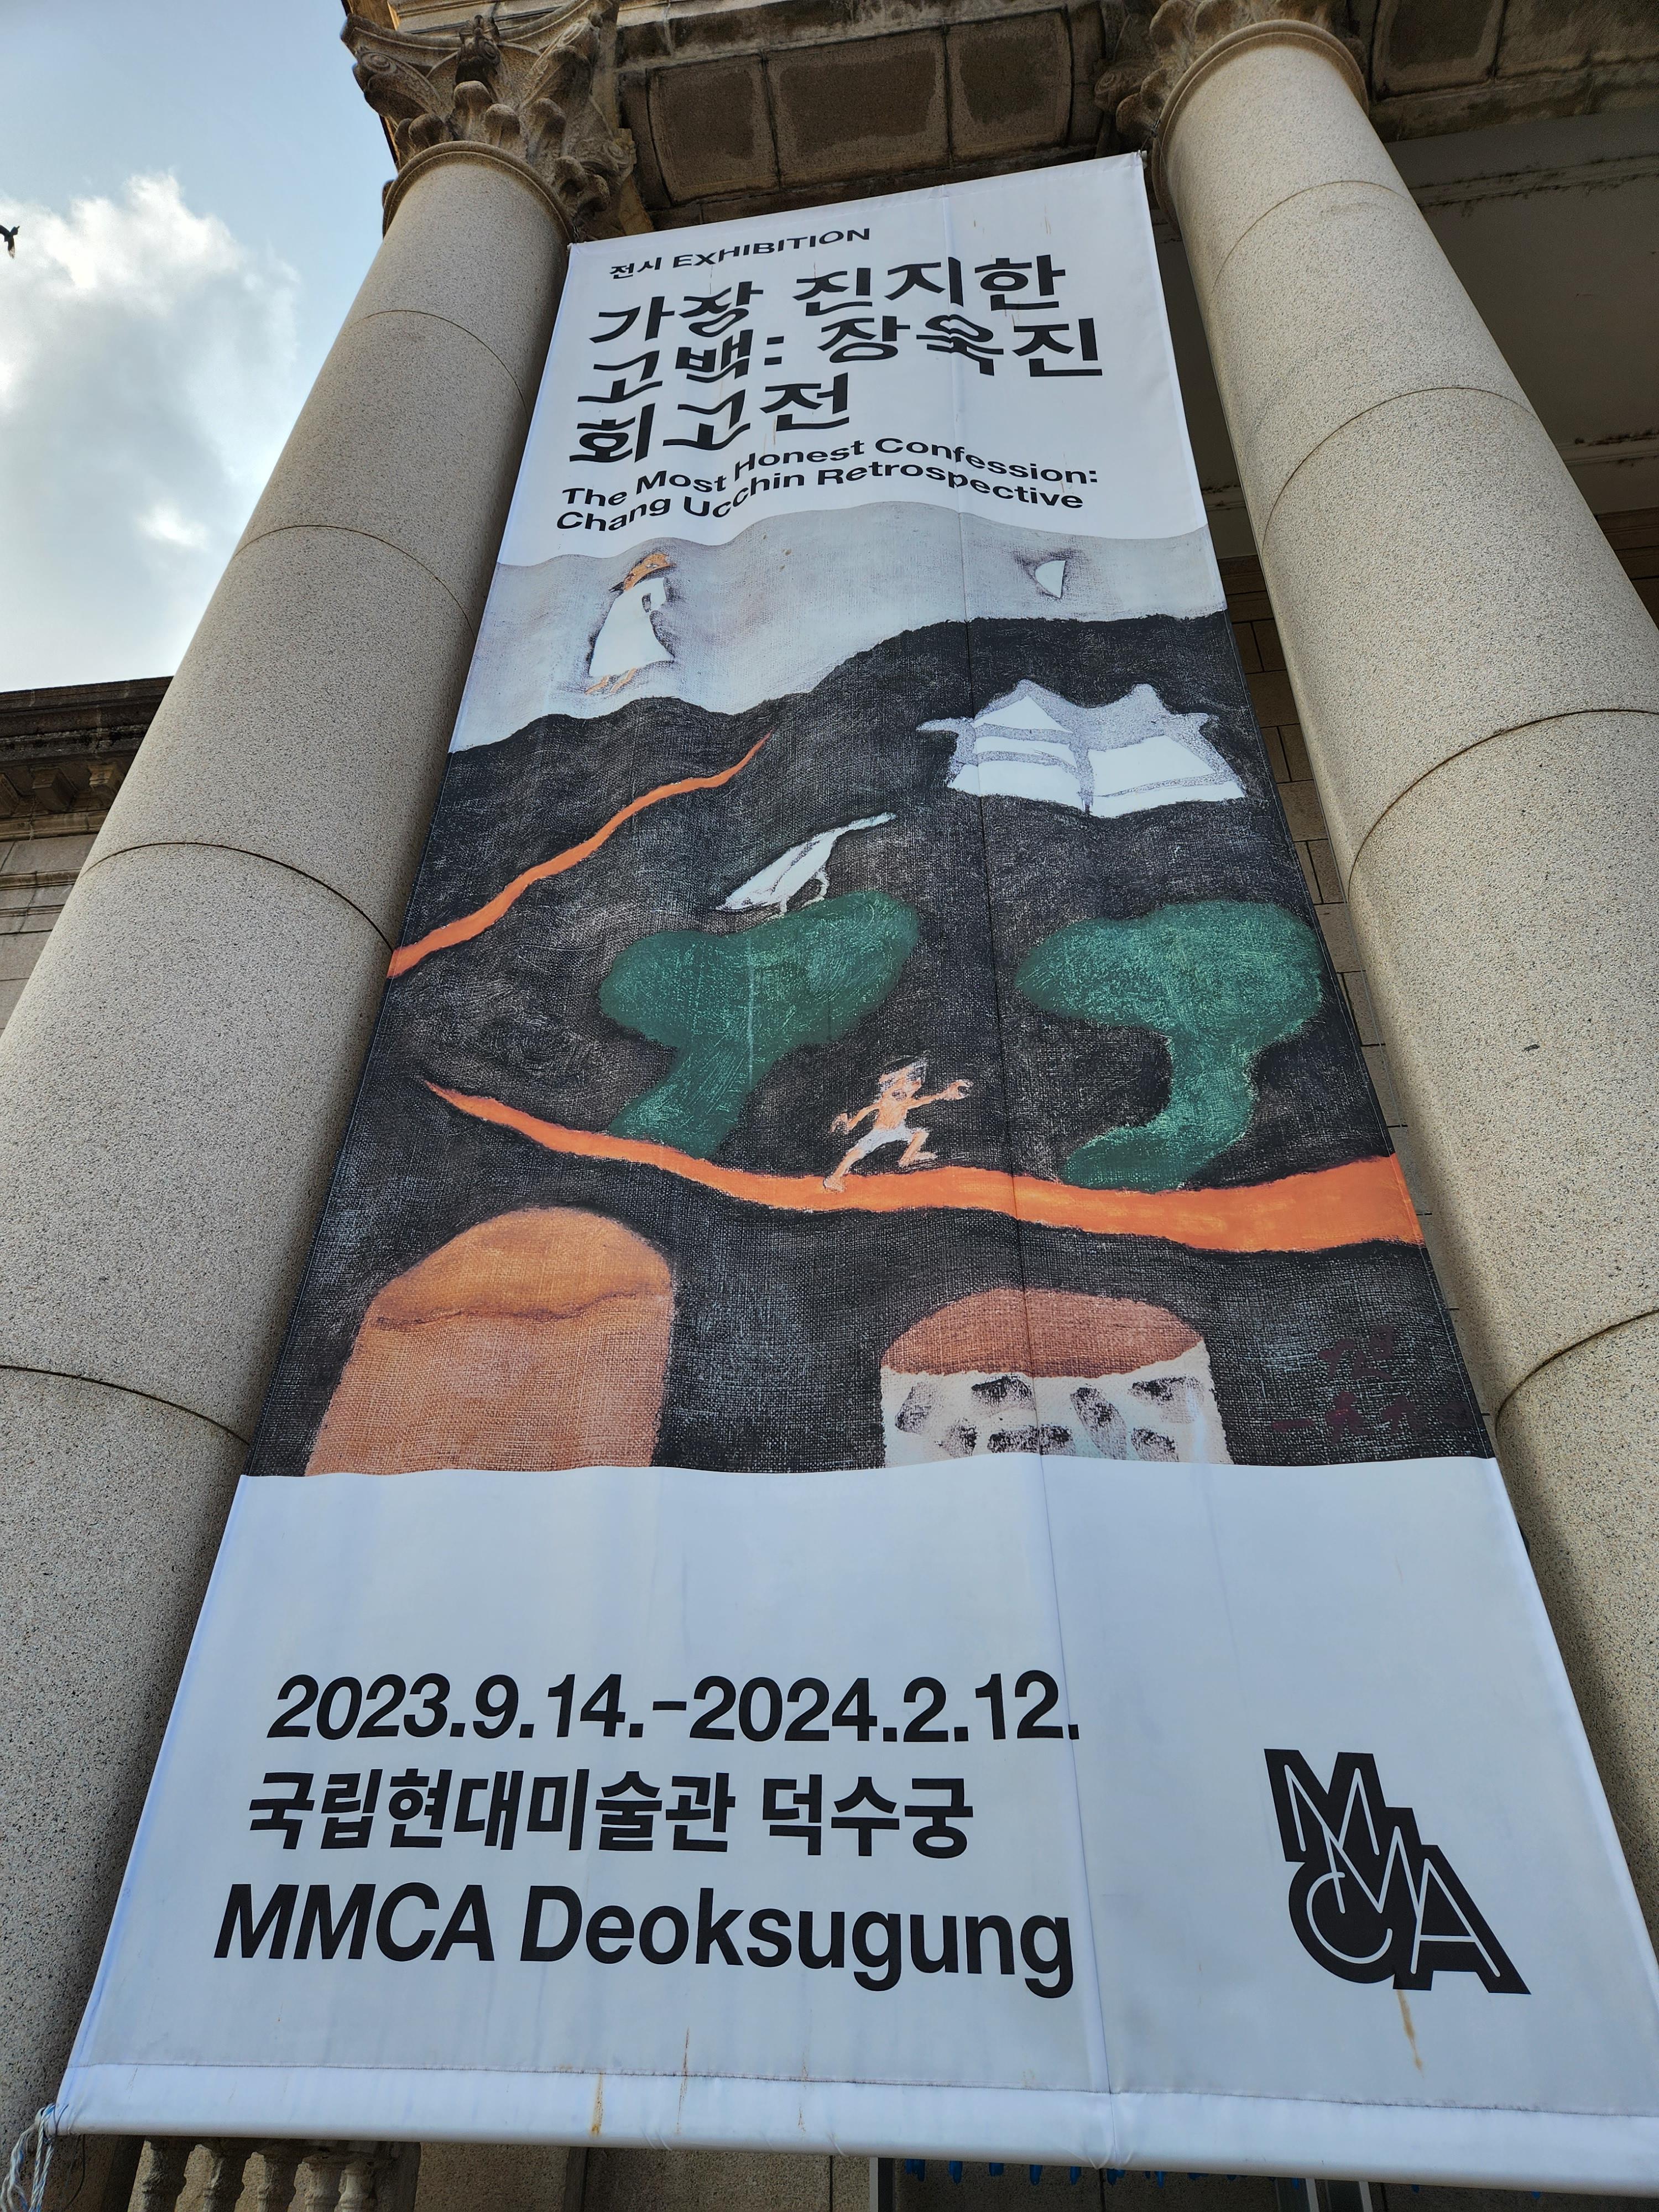 전시 EXHIBITION
가장 진지한
고백: 장욱진
회고전
The Most Honest Confession:
Chang Ucchin Retrospective
2023.9.14.-2024.2.12.
국립현대미술관 덕수궁
MMCA Deoksugung
MMCA